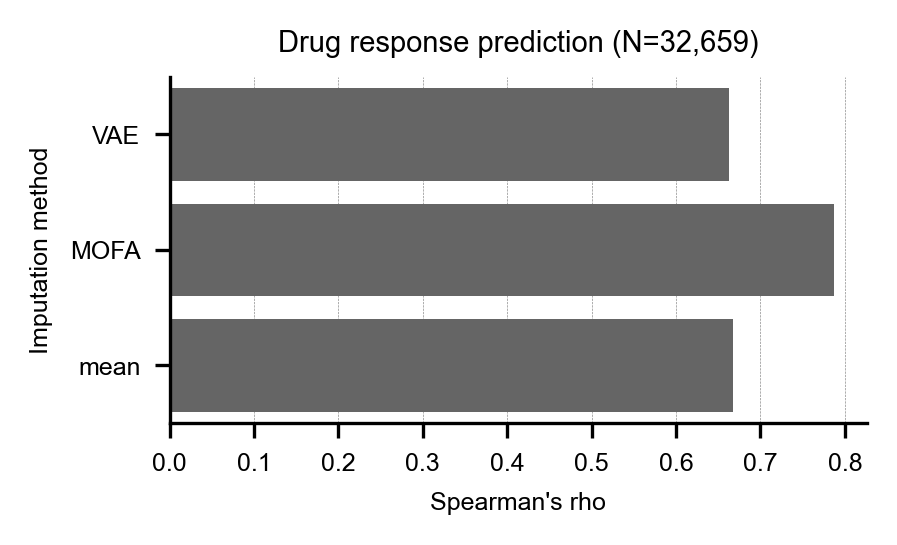 Drug response prediction (N=32,659)
Imputation method
VAE
MOFA
mean
0.0 0.1 0.2 0.3 0.4 0.5 0.6 0.7 0.8
Spearman's rho